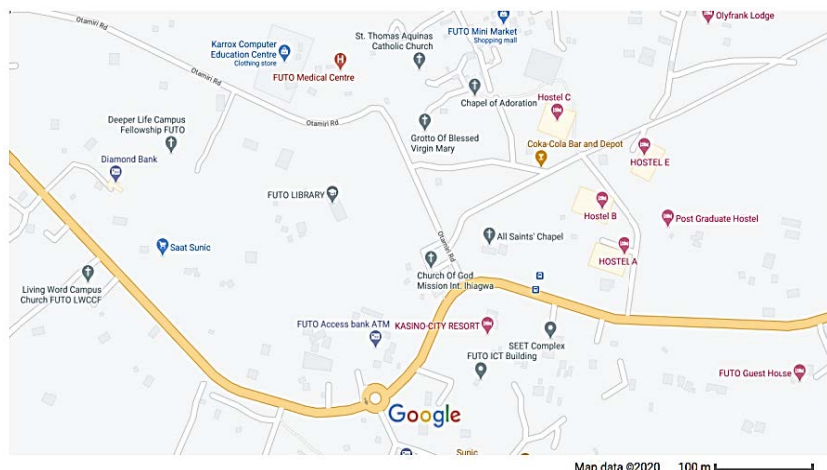 Otamiri Rd
Karrox Computer
Education Centre
Clothing store
FUTO Medical Centre
St. Thomas Aquinas
Catholic Church
FUTO Mini Market
Shopping mall
Olyfrank Lodge
Otamiri Rd
Chapel of Adoration
Hostel C
Deeper Life Campus
Fellowship FUTO
Otamiri Rd
Grotto Of Blessed
Virgin Mary
Coka-Cola Bar and Depot
HOSTEL E
Diamond Bank
FUTO LIBRARY
Hostel B
Post Graduate Hostel
Saat Sunic
Otamiri Rd
All Saints' Chapel
HOSTEL A
Church Of God
Mission Int. Ihiagwa
Living Word Campus
Church FUTO LWCCF
FUTO Access bank ATM
KASINO-CITY RESORT
SEET Complex
FUTO ICT Building
FUTO Guest House
Google
Sunic
Map data ©2020 100 m